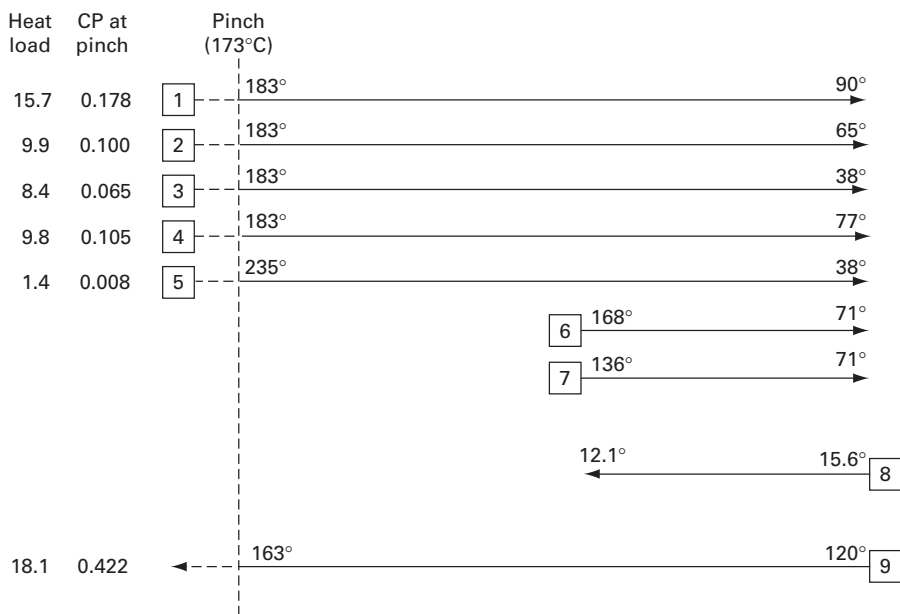 Heat load CP at pinch Pinch (173°C)
15.7 0.178 1 183° 90°
9.9 0.100 2 183° 65°
8.4 0.065 3 183° 38°
9.8 0.105 4 183° 77°
1.4 0.008 5 235° 38°
6 168° 71°
7 136° 71°
12.1° 15.6° 8
18.1 0.422 163° 120° 9